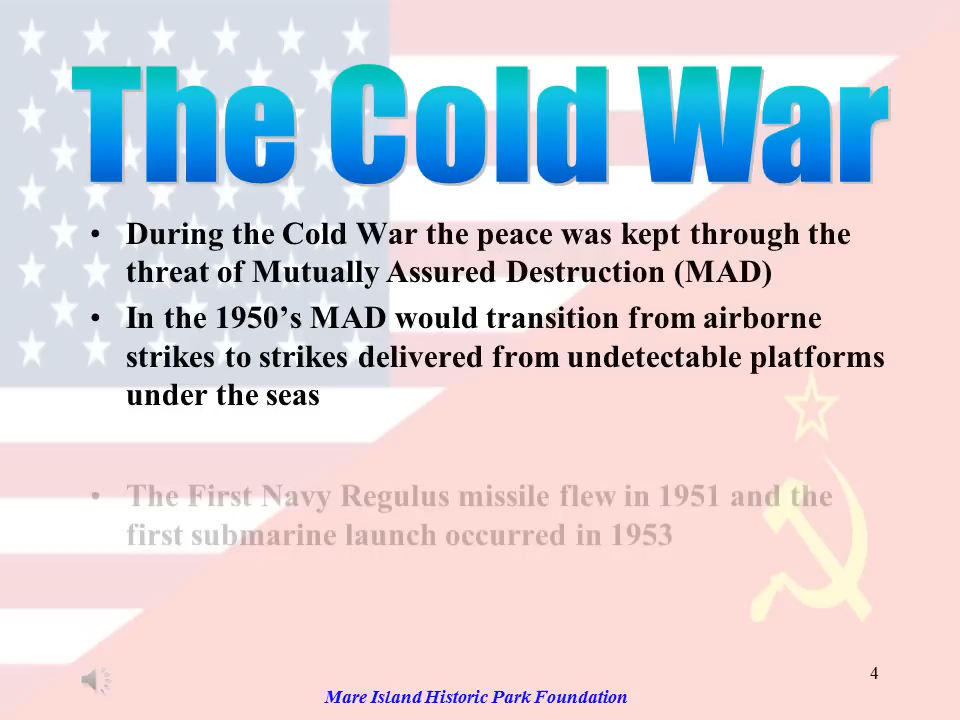 The Cold War
• During the Cold War the peace was kept through the
threat of Mutually Assured Destruction (MAD)
• In the 1950’s MAD would transition from airborne
strikes to strikes delivered from undetectable platforms
under the seas
• The First Navy Regulus missile flew in 1951 and the
first submarine launch occurred in 1953
4
Mare Island Historic Park Foundation